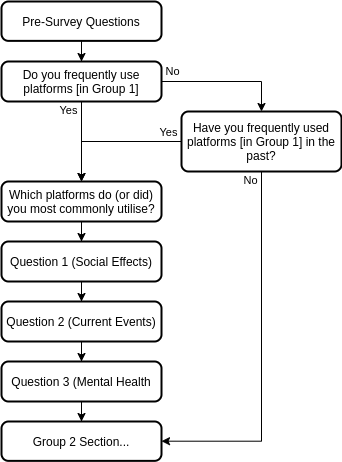 Pre-Survey Questions
Do you frequently use
platforms [in Group 1]
No
Yes
Have you frequently used
platforms [in Group 1] in the
past?
Yes
No
Which platforms do (or did)
you most commonly utilise?
Question 1 (Social Effects)
Question 2 (Current Events)
Question 3 (Mental Health
Group 2 Section...